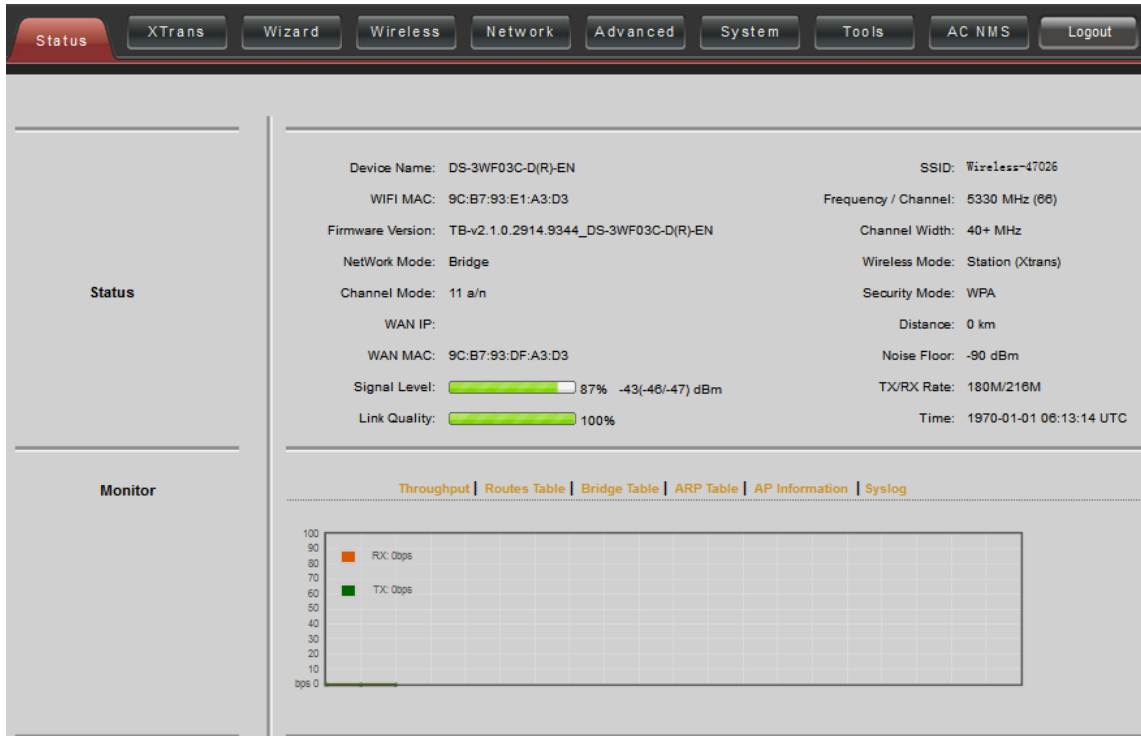 Status XTrans Wizard Wireless Network Advanced System Tools AC NMS Logout
Status
Device Name: DS-3WF03C-D(R)-EN
WIFI MAC: 9C:B7:93:E1:A3:D3
Firmware Version: TB-v2.1.0.2914.9344_DS-3WF03C-D(R)-EN
NetWork Mode: Bridge
Channel Mode: 11 a/n
WAN IP:
WAN MAC: 9C:B7:93:DF:A3:D3
Signal Level: 87% -43(-46/-47) dBm
Link Quality: 100%
SSID: Wireless-47026
Frequency / Channel: 5330 MHz (66)
Channel Width: 40+ MHz
Wireless Mode: Station (Xtrans)
Security Mode: WPA
Distance: 0 km
Noise Floor: -90 dBm
TX/RX Rate: 180M/216M
Time: 1970-01-01 06:13:14 UTC
Monitor
Throughput | Routes Table | Bridge Table | ARP Table | AP Information | Syslog
100
90
80
70
60
50
40
30
20
10
bps 0
RX: 0bps
TX: 0bps